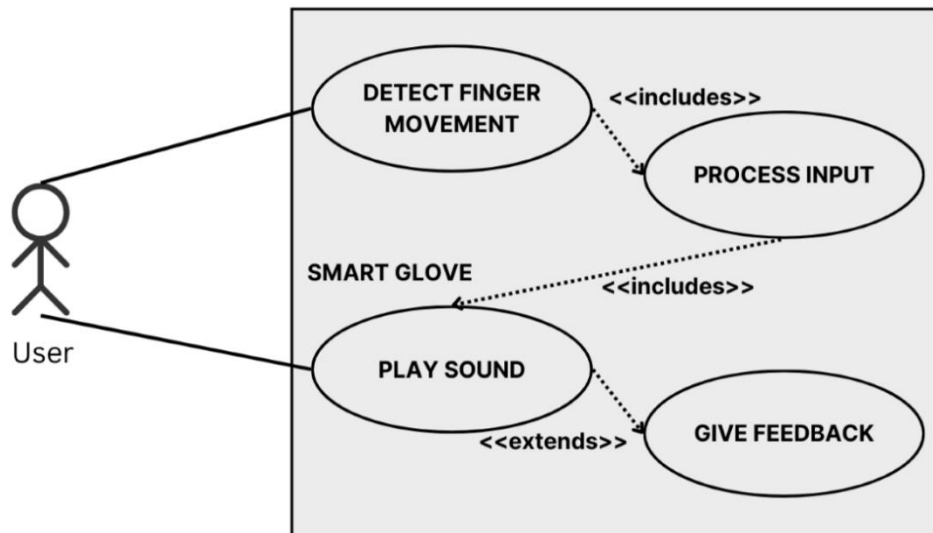 DETECT FINGER
MOVEMENT
<<includes>>
PROCESS INPUT
SMART GLOVE
<<includes>>
User
PLAY SOUND
<<extends>>
GIVE FEEDBACK